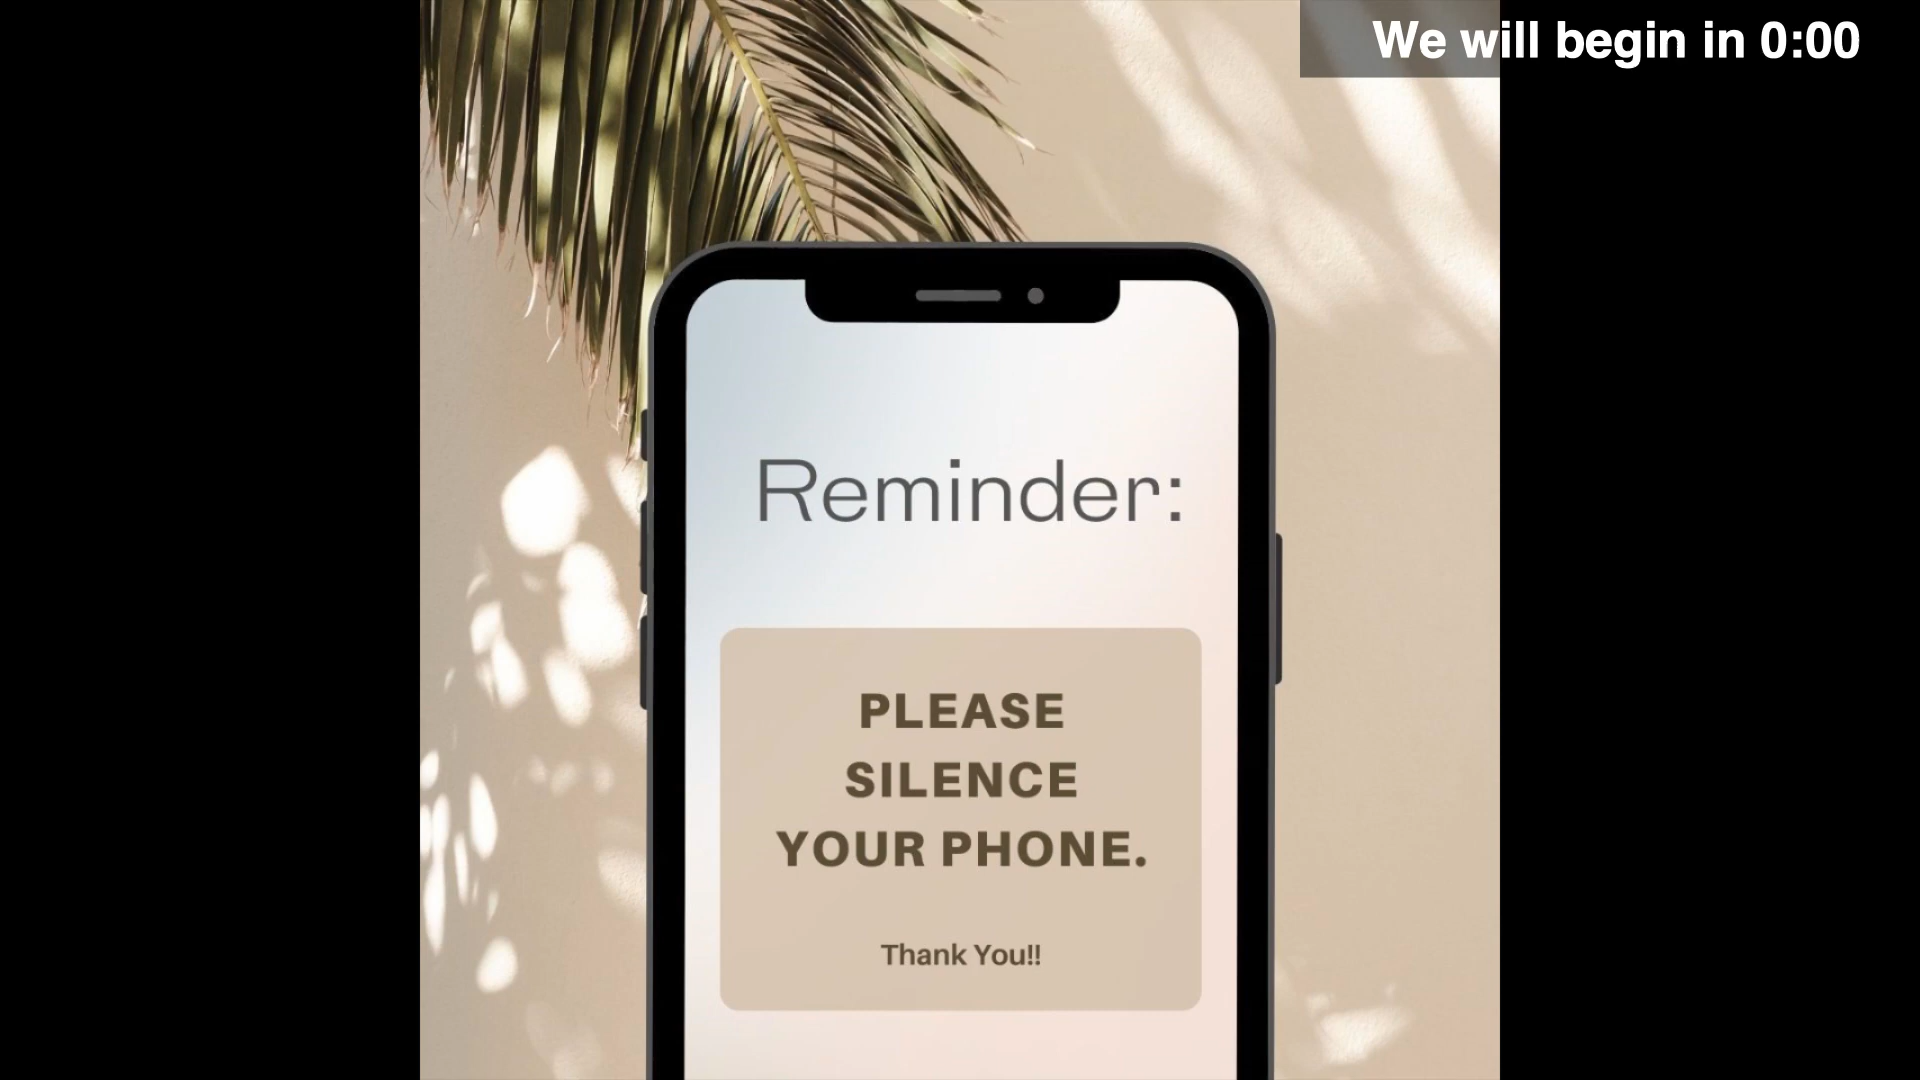 We will begin in 0:00
Reminder:
PLEASE
SILENCE
YOUR PHONE.
Thank You!!